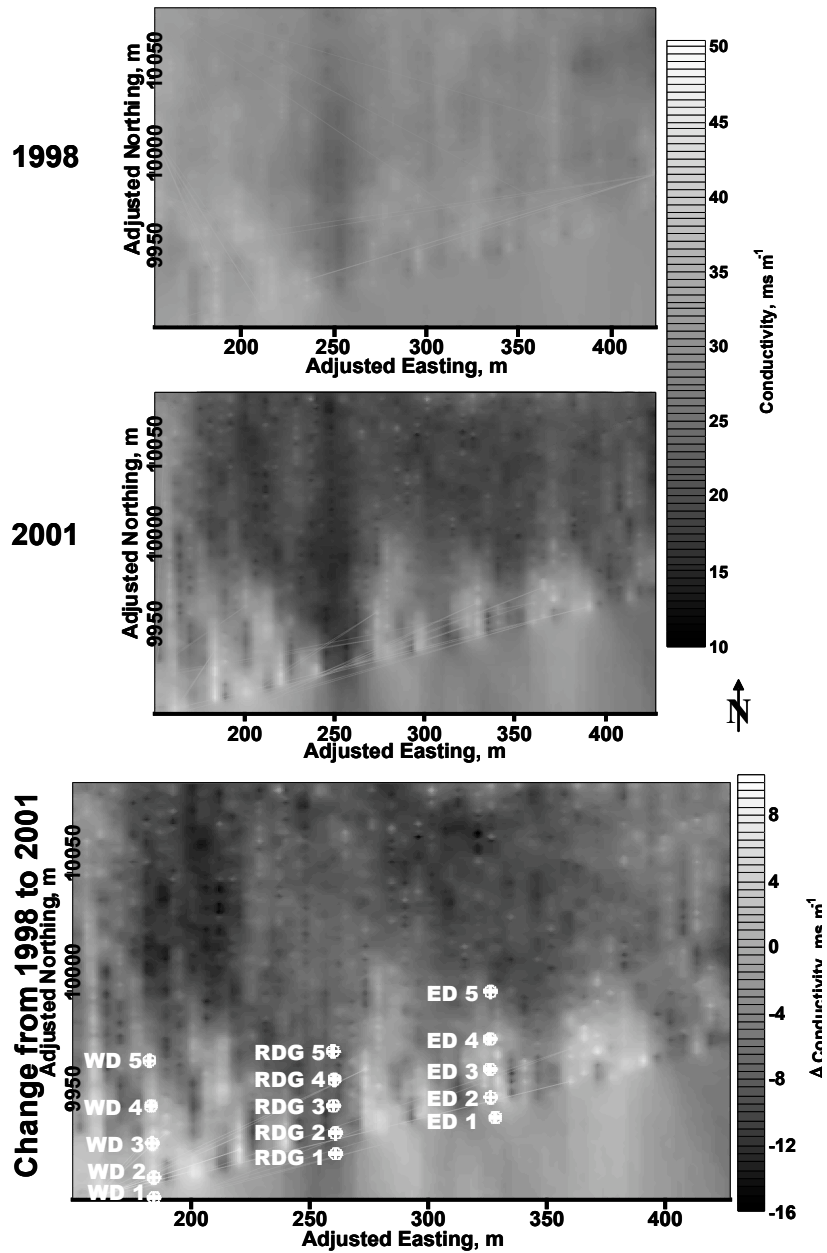 1998
Adjusted Northing, m
10050
10000
9950
200 250 300 350 400
Adjusted Easting, m
50
45
40
35
30
25
20
15
10
Conductivity, ms m-1
2001
Adjusted Northing, m
10050
10000
9950
200 250 300 350 400
Adjusted Easting, m
N
Change from 1998 to 2001
Adjusted Northing, m
10050
10000
9950
ED 5
ED 4
ED 3
ED 2
ED 1
RDG 5
RDG 4
RDG 3
RDG 2
RDG 1
WD 5
WD 4
WD 3
WD 2
WD 1
200 250 300 350 400
Adjusted Easting, m
8
4
0
-4
-8
-12
-16
Δ Conductivity, ms m-1